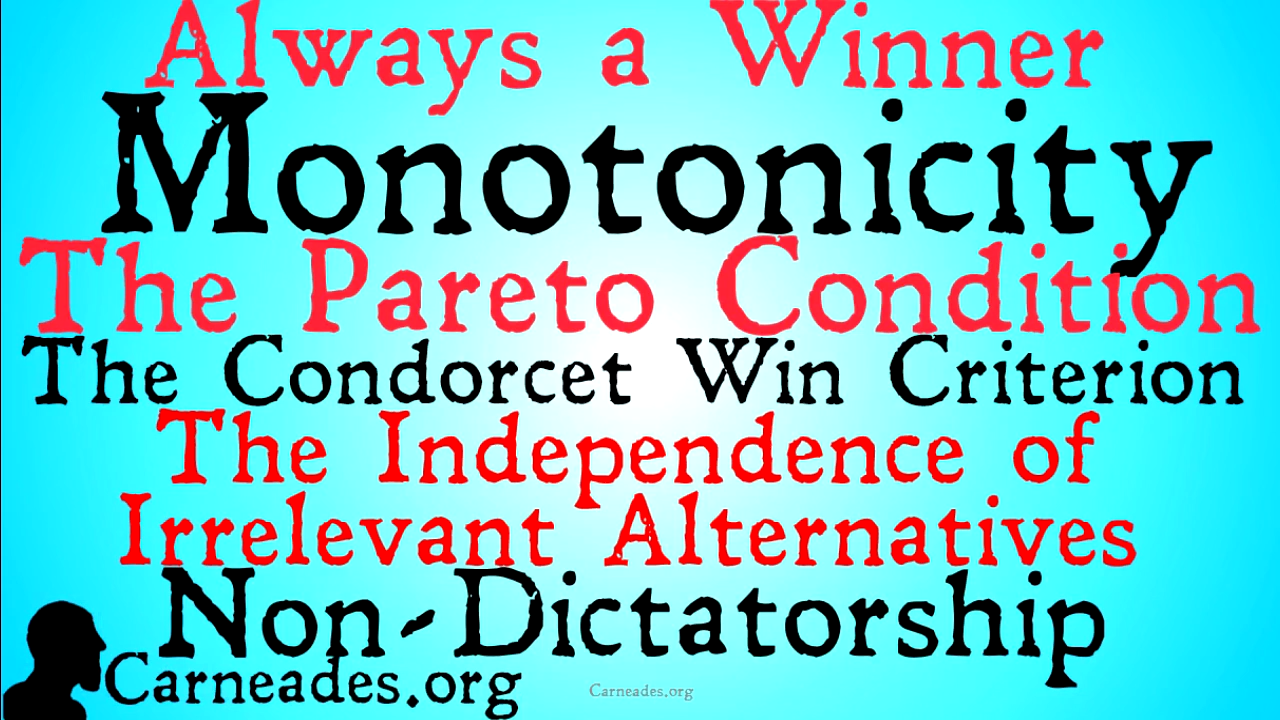 Always a Winner
Monotonicity
The Pareto Condition
The Condorcet Win Criterion
The Independence of
Irrelevant Alternatives
Non-Dictatorship
Carneades.org
Carneades.org